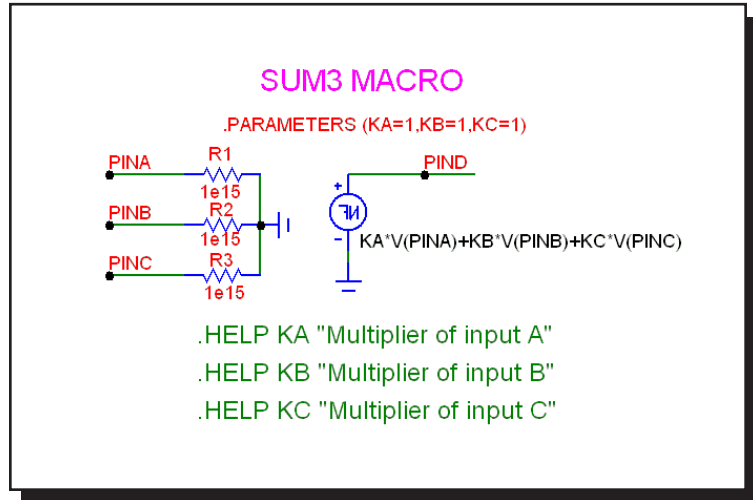 SUM3 MACRO
.PARAMETERS (KA=1,KB=1,KC=1)
PINA
R1
1e15
PINB
R2
1e15
PINC
R3
1e15
PIND
+
NF
-
KA*V(PINA)+KB*V(PINB)+KC*V(PINC)
.HELP KA "Multiplier of input A"
.HELP KB "Multiplier of input B"
.HELP KC "Multiplier of input C"